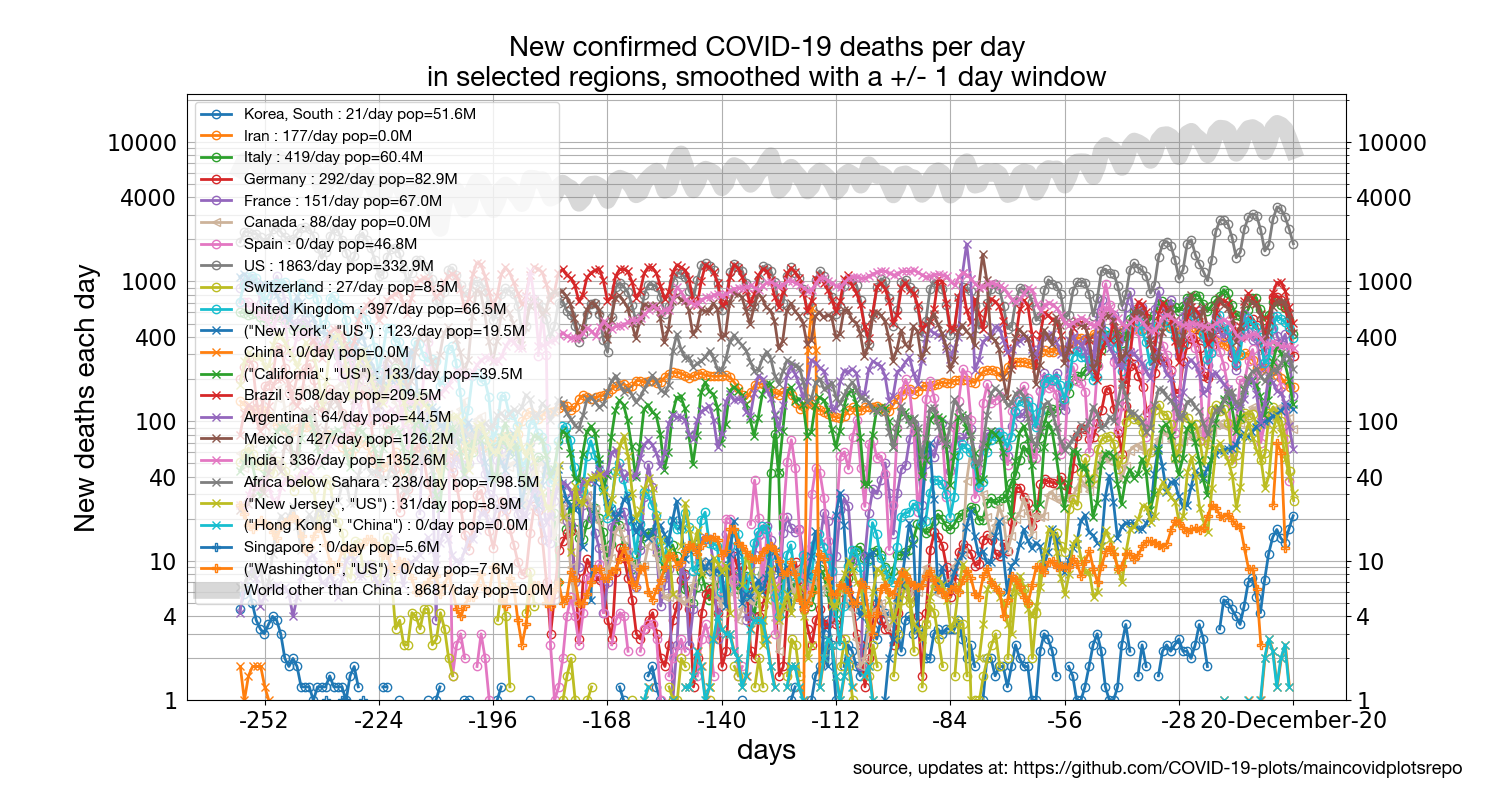 New confirmed COVID-19 deaths per day
in selected regions, smoothed with a +/- 1 day window
New deaths each day
10000
4000
1000
400
100
40
10
4
1
Korea, South : 21/day pop=51.6M
Iran : 177/day pop=0.0M
Italy : 419/day pop=60.4M
Germany : 292/day pop=82.9M
France : 151/day pop=67.0M
Canada : 88/day pop=0.0M
Spain : 0/day pop=46.8M
US : 1863/day pop=332.9M
Switzerland : 27/day pop=8.5M
United Kingdom : 397/day pop=66.5M
("New York", "US") : 123/day pop=19.5M
China : 0/day pop=0.0M
("California", "US") : 133/day pop=39.5M
Brazil : 508/day pop=209.5M
Argentina : 64/day pop=44.5M
Mexico : 427/day pop=126.2M
India : 336/day pop=1352.6M
Africa below Sahara : 238/day pop=798.5M
("New Jersey", "US") : 31/day pop=8.9M
("Hong Kong", "China") : 0/day pop=0.0M
Singapore : 0/day pop=5.6M
("Washington", "US") : 0/day pop=7.6M
World other than China : 8681/day pop=0.0M
10000
4000
1000
400
100
40
10
4
1
-252 -224 -196 -168 -140 -112 -84 -56 -28 20-December-20
days
source, updates at: https://github.com/COVID-19-plots/maincovidplotsrepo